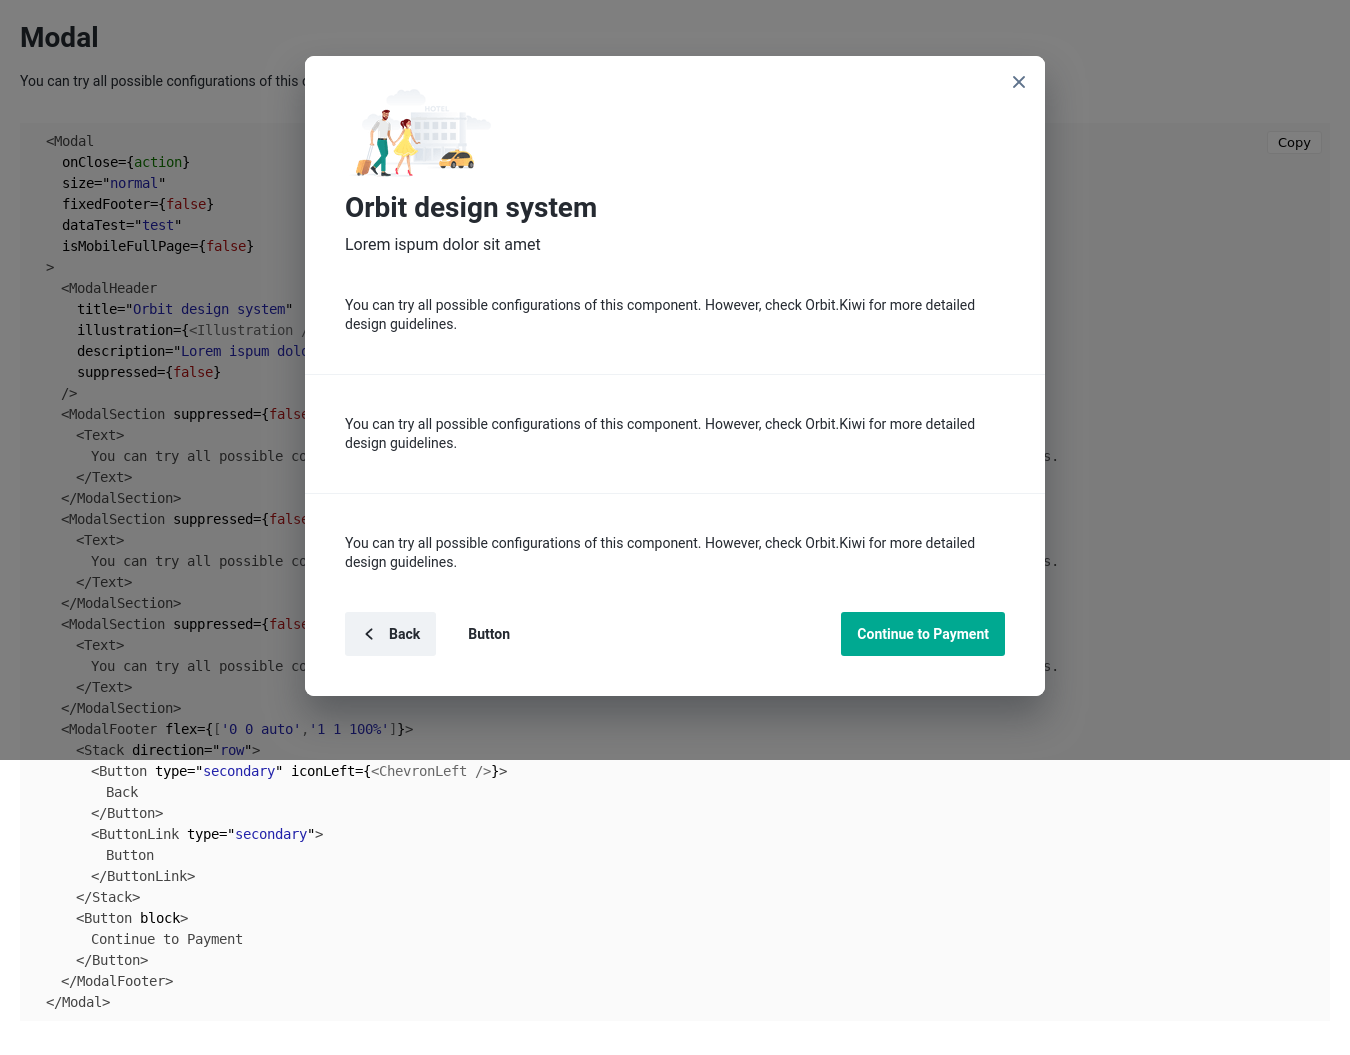 Modal
You can try all possible configurations of this
<Modal
onClose={action}
size="normal"
fixedFooter={false}
dataTest="test"
isMobileFullPage={false}
>
<ModalHeader
title="Orbit design system"
illustration={<Illustration
description="Lorem ispum dolo
suppressed={false}
/>
<ModalSection suppressed={false
<Text>
You can try all possible co
s.
</Text>
</ModalSection>
<ModalSection suppressed={false
<Text>
You can try all possible co
s.
</Text>
</ModalSection>
<ModalSection suppressed={false
<Text>
You can try all possible co
s.
</Text>
</ModalSection>
<ModalFooter flex={['0 0 auto','1 1 100%']}>
<Stack direction="row">
<Button type="secondary" iconLeft={<ChevronLeft />}>
Back
</Button>
<ButtonLink type="secondary">
Button
</ButtonLink>
</Stack>
<Button block>
Continue to Payment
</Button>
</ModalFooter>
</Modal>
Copy
HOTEL
Orbit design system
Lorem ispum dolor sit amet
You can try all possible configurations of this component. However, check Orbit.Kiwi for more detailed
design guidelines.
You can try all possible configurations of this component. However, check Orbit.Kiwi for more detailed
design guidelines.
You can try all possible configurations of this component. However, check Orbit.Kiwi for more detailed
design guidelines.
Back
Button
Continue to Payment